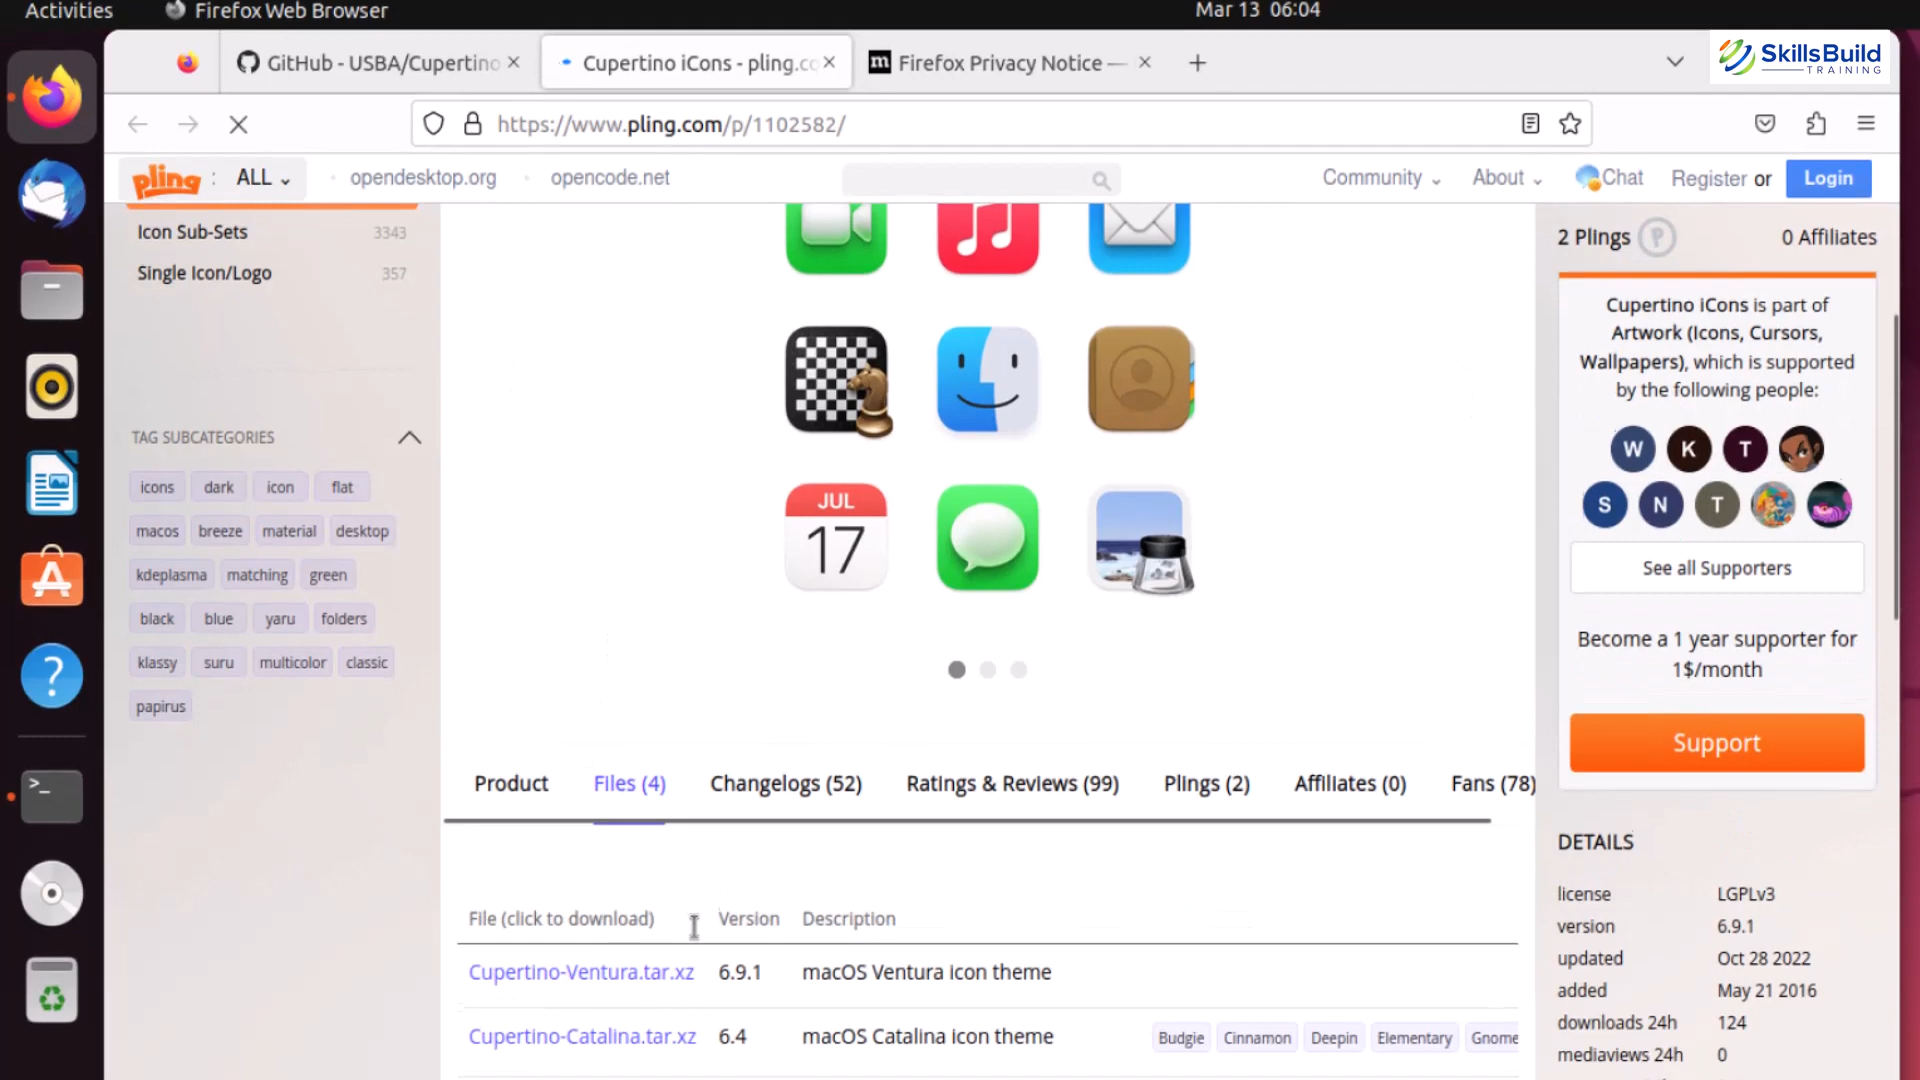 Activities
Firefox Web Browser
Mar 13 06:04
GitHub - USBA/Cupertino
Cupertino iCons - pling.co
Firefox Privacy Notice —
SkillsBuild
TRAINING
https://www.pling.com/p/1102582/
pling
:
ALL
opendesktop.org
opencode.net
Community
About
Chat
Register or
Login
Icon Sub-Sets 3343
Single Icon/Logo 357
TAG SUBCATEGORIES
icons dark icon flat
macos breeze material desktop
kdeplasma matching green
black blue yaru folders
klassy suru multicolor classic
papirus
JUL
17
Product
Files (4)
Changelogs (52)
Ratings & Reviews (99)
Plings (2)
Affiliates (0)
Fans (78)
File (click to download) Version Description
Cupertino-Ventura.tar.xz 6.9.1 macOS Ventura icon theme
Cupertino-Catalina.tar.xz 6.4 macOS Catalina icon theme Budgie Cinnamon Deepin Elementary Gnome
2 Plings
0 Affiliates
Cupertino iCons is part of
Artwork (Icons, Cursors,
Wallpapers), which is supported
by the following people:
W K T
S N T
See all Supporters
Become a 1 year supporter for
1$/month
Support
DETAILS
license LGPLv3
version 6.9.1
updated Oct 28 2022
added May 21 2016
downloads 24h 124
mediaviews 24h 0